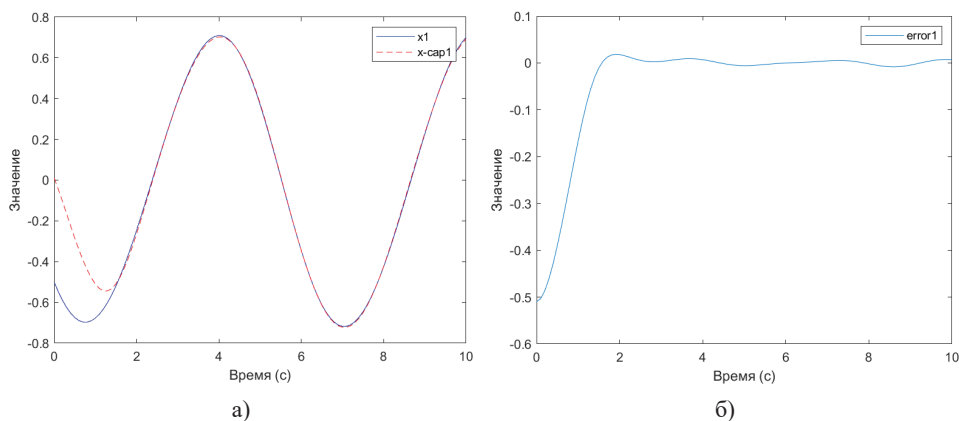 0.8
0.6
0.4
0.2
0
-0.2
-0.4
-0.6
-0.8
Значение
0 2 4 6 8 10
Время (с)
x1
x-cap1
а)
0.1
0
-0.1
-0.2
-0.3
-0.4
-0.5
-0.6
Значение
0 2 4 6 8 10
Время (с)
error1
б)